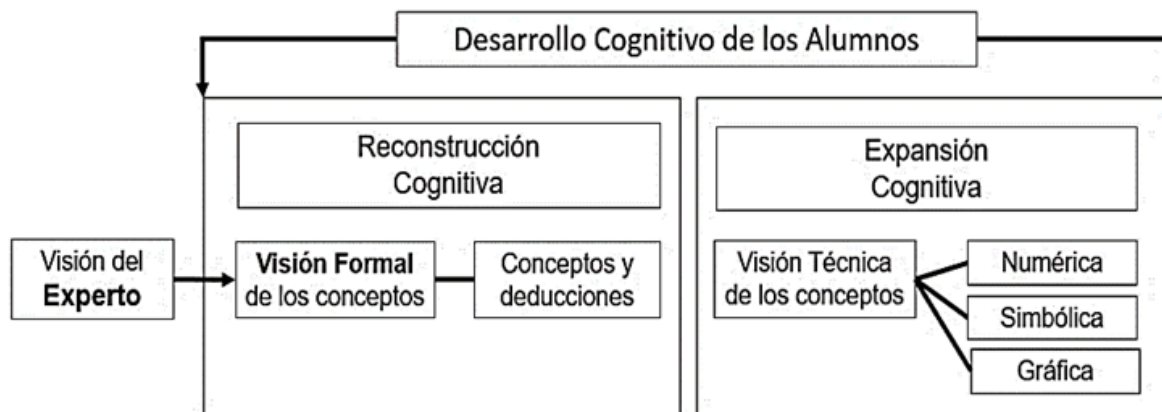 Desarrollo Cognitivo de los Alumnos
Reconstrucción
Cognitiva
Expansión
Cognitiva
Visión del
Experto
Visión Formal
de los conceptos
Conceptos y
deducciones
Visión Técnica
de los conceptos
Numérica
Simbólica
Gráfica